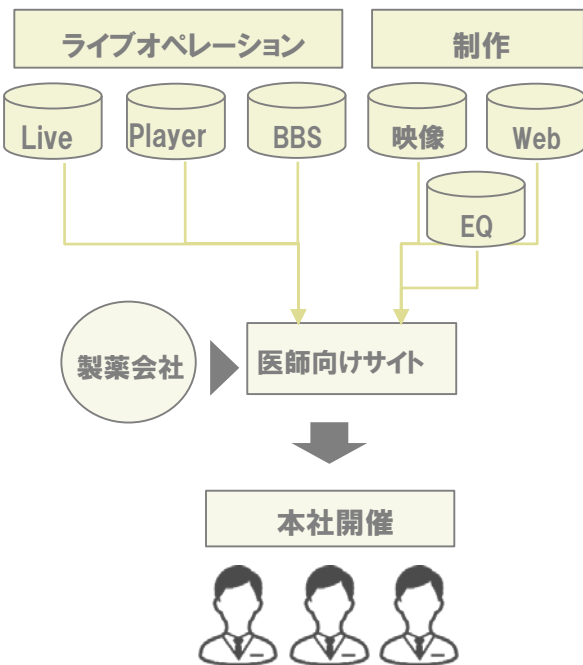 ライブオペレーション
制作
Live
Player
BBS
映像
Web
EQ
製薬会社
医師向けサイト
本社開催